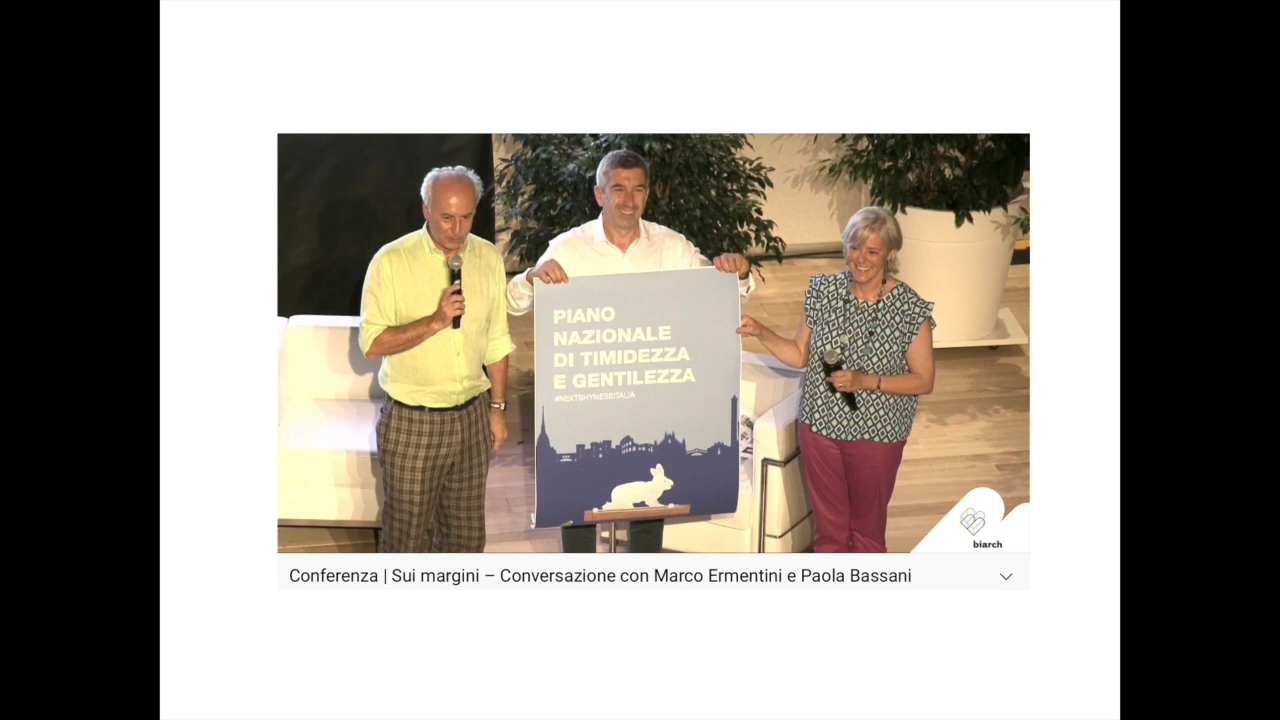 PIANO
NAZIONALE
DI TIMIDEZZA
E GENTILEZZA
#NEXTSHYNESSITALIA
biarch
Conferenza | Sui margini – Conversazione con Marco Ermentini e Paola Bassani